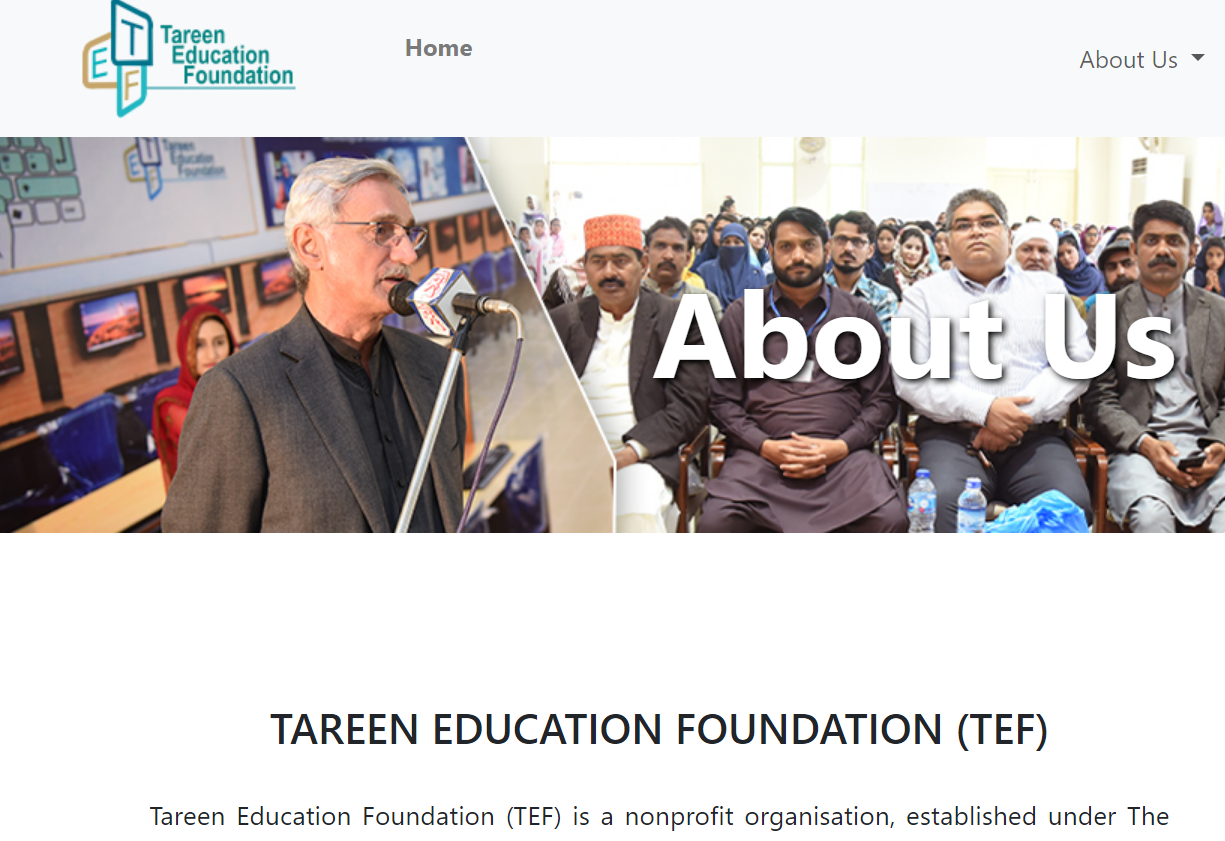 Tareen
Education
Foundation
T
E
F
Home
About Us
Tareen
Education
Foundation
About Us
TAREEN EDUCATION FOUNDATION (TEF)
Tareen Education Foundation (TEF) is a nonprofit organisation, established under The